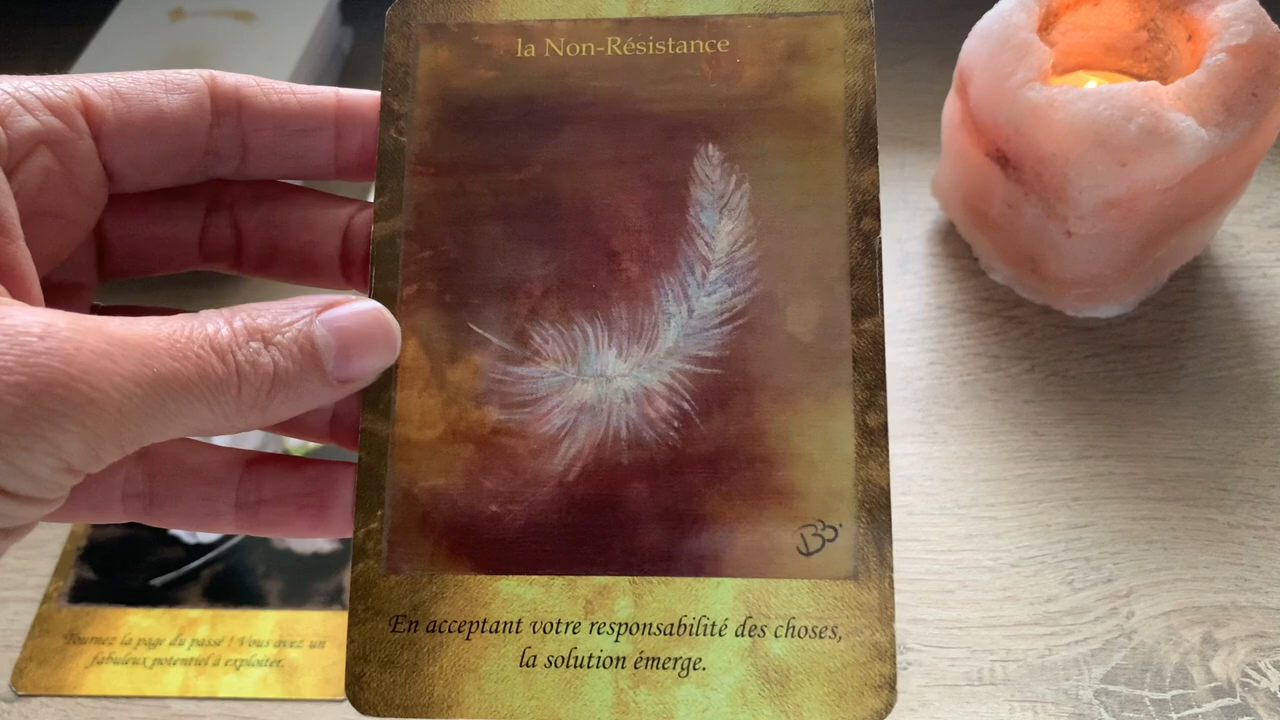 la Non-Résistance
BB.
En acceptant votre responsabilité des choses,
la solution émerge.
Tournez la page du passé ! Vous avez un
fabuleux potentiel à exploiter.